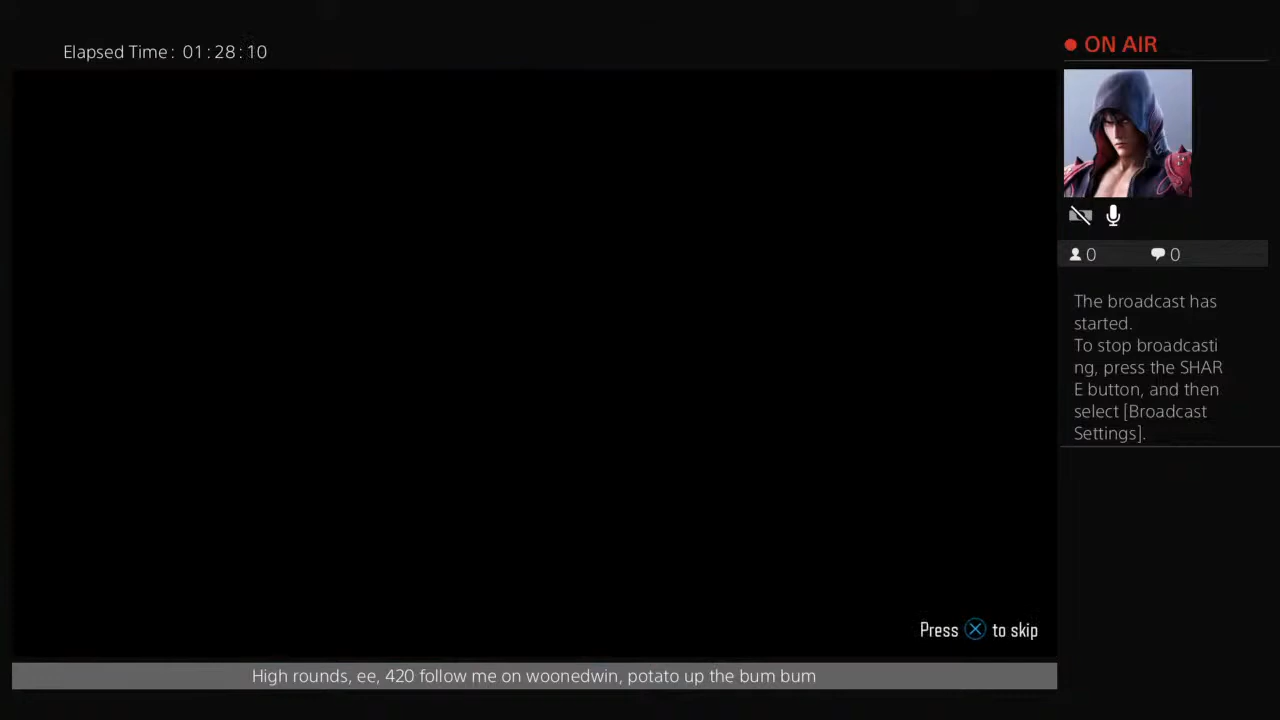 Elapsed Time: 01:28:10
ON AIR
0 0
The broadcast has
started.
To stop broadcasti
ng, press the SHAR
E button, and then
select [Broadcast
Settings].
Press to skip
High rounds, ee, 420 follow me on woonedwin, potato up the bum bum